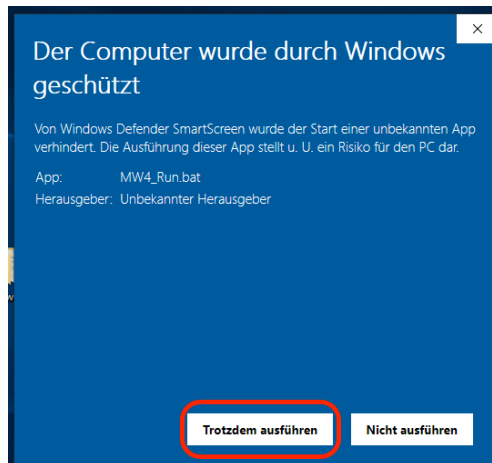 Der Computer wurde durch Windows
geschützt
Von Windows Defender SmartScreen wurde der Start einer unbekannten App
verhindert. Die Ausführung dieser App stellt u. U. ein Risiko für den PC dar.
App: MW4_Run.bat
Herausgeber: Unbekannter Herausgeber
Trotzdem ausführen Nicht ausführen